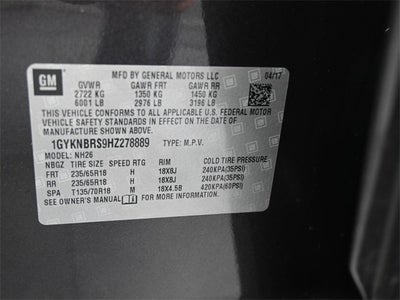 GM
MFD BY GENERAL MOTORS LLC
04/17
GVWR GAWR FRT GAWR RR
2722 KG 1350 KG 1450 KG
6001 LB 2976 LB 3196 LB
THIS VEHICLE CONFORMS TO ALL APPLICABLE U.S. FEDERAL MOTOR
VEHICLE SAFETY STANDARDS IN EFFECT ON THE DATE OF
MANUFACTURE SHOWN ABOVE.
1GYKNBRS9HZ278889 TYPE: M.P.V.
MODEL: NH26
NBGZ TIRE SIZE SPEED RTG RIM COLD TIRE PRESSURE
FRT 235/65R18 H 18X8J 240KPA(35PSI)
RR 235/65R18 H 18X8J 240KPA(35PSI)
SPA T135/70R18 M 18X4.5B 420KPA(60PSI)
SEE OWNER'S MANUAL FOR MORE INFORMATION.